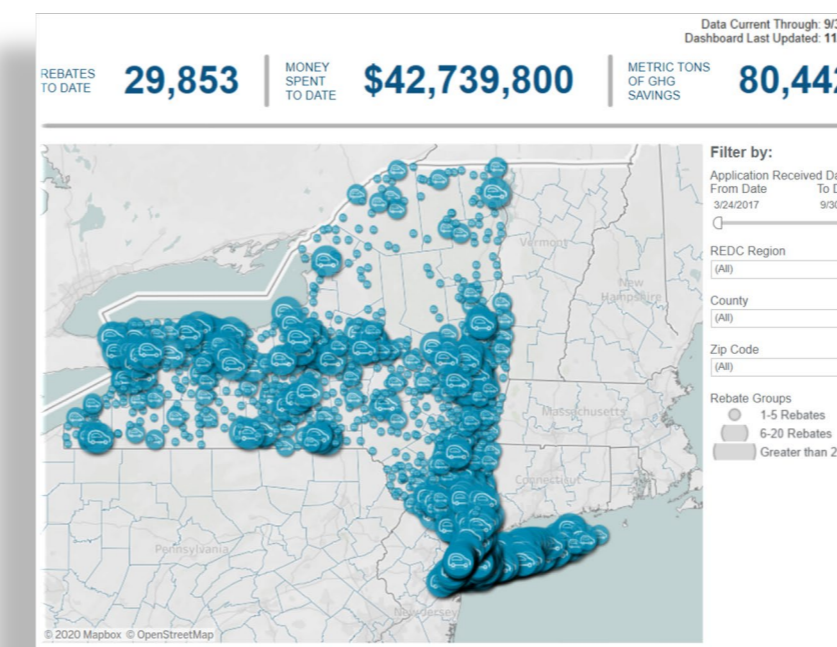 Data Current Through: 9/3
Dashboard Last Updated: 11
REBATES
TO DATE
29,853
MONEY
SPENT
TO DATE
$42,739,800
METRIC TONS
OF GHG
SAVINGS
80,442
Filter by:
Application Received Da
From Date To D
3/24/2017 9/30
REDC Region
(All)
County
(All)
Zip Code
(All)
Rebate Groups
1-5 Rebates
6-20 Rebates
Greater than 2
Vermont
New
Hampshire
Massachusetts
Connecticut
Pennsylvania
New Jersey
© 2020 Mapbox © OpenStreetMap